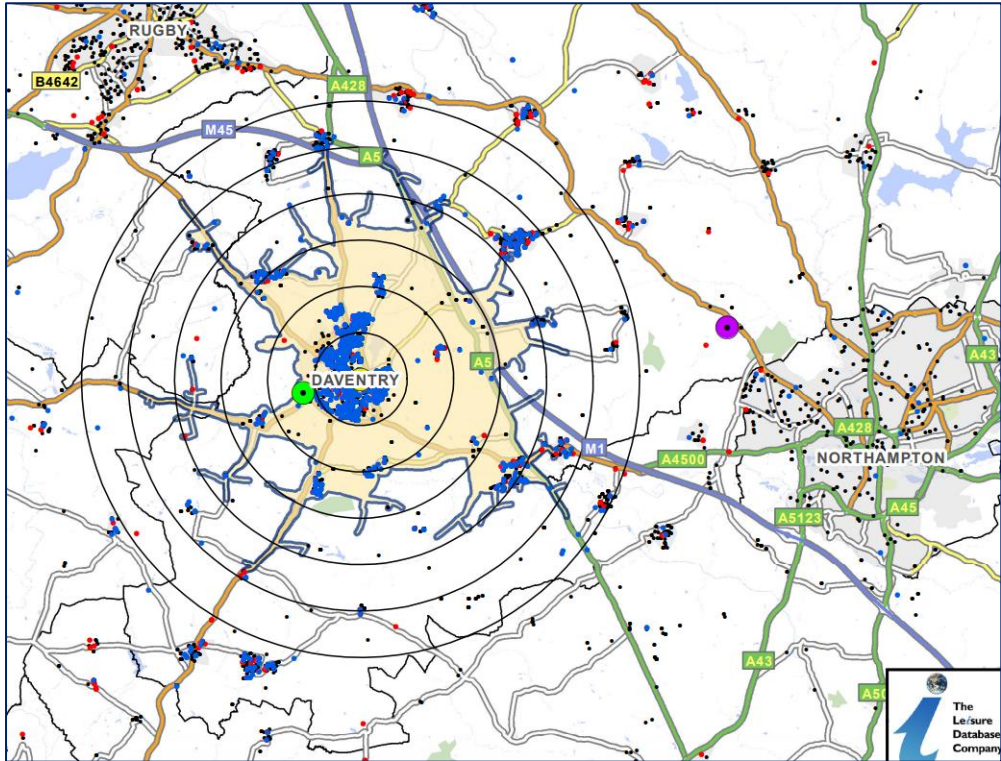 RUGBY
B4642
A428
M45
A5
DAVENTRY
A5
A43
A428
M1
A4500
NORTHAMPTON
A5123
A45
A43
A50
The
Leisure
Database
Company